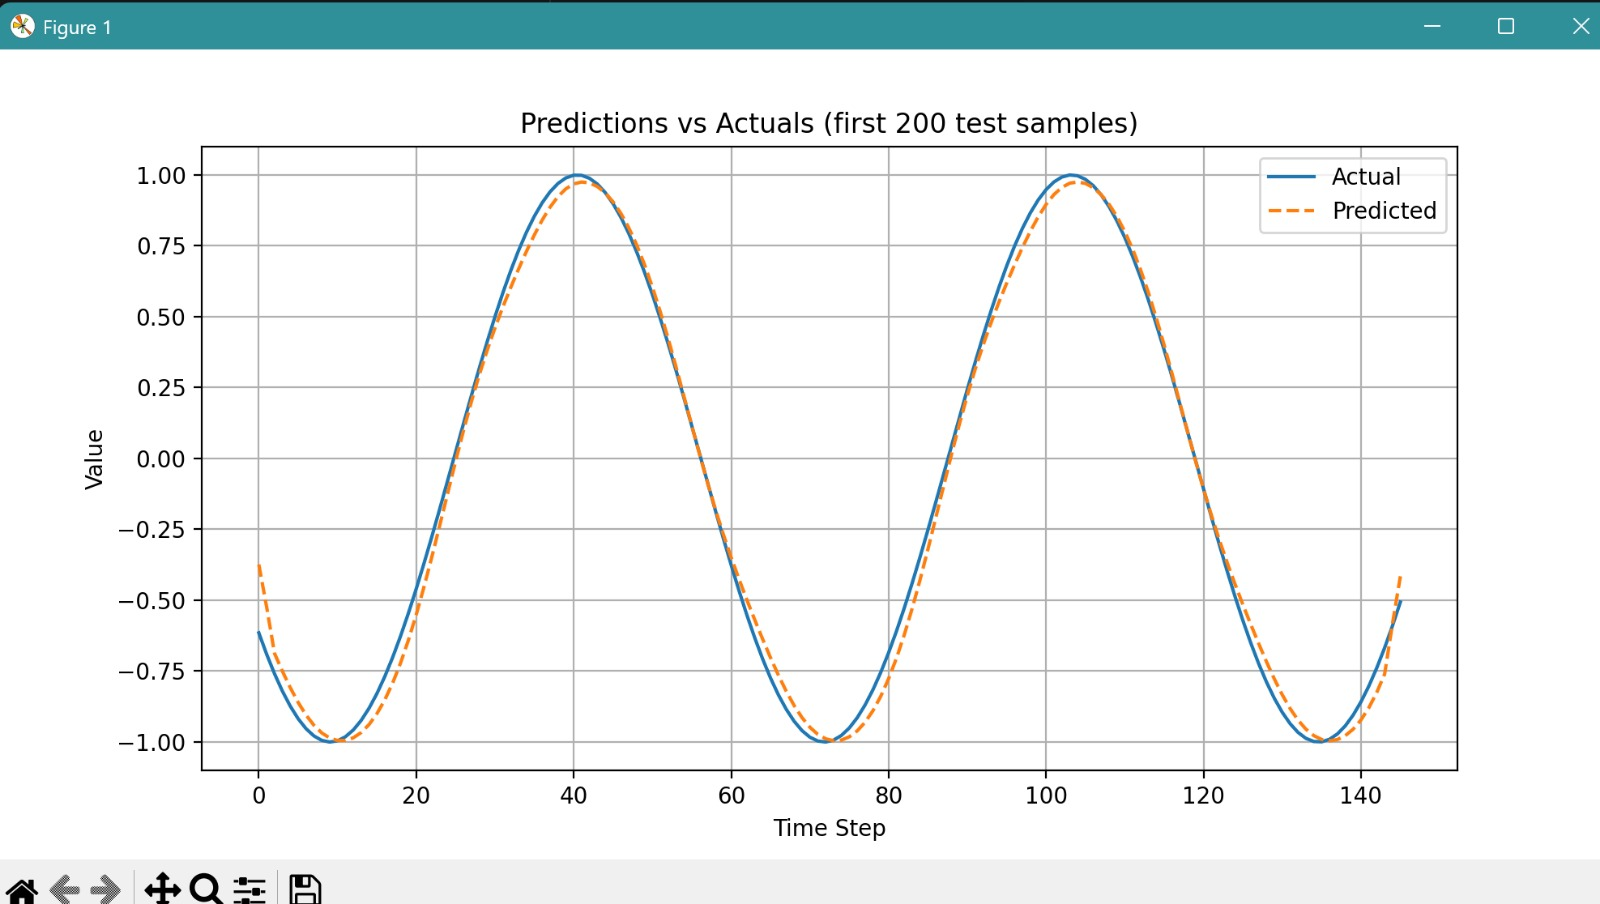 Figure 1
Predictions vs Actuals (first 200 test samples)
Actual
Predicted
1.00
0.75
0.50
0.25
0.00
−0.25
−0.50
−0.75
−1.00
Value
0 20 40 60 80 100 120 140
Time Step